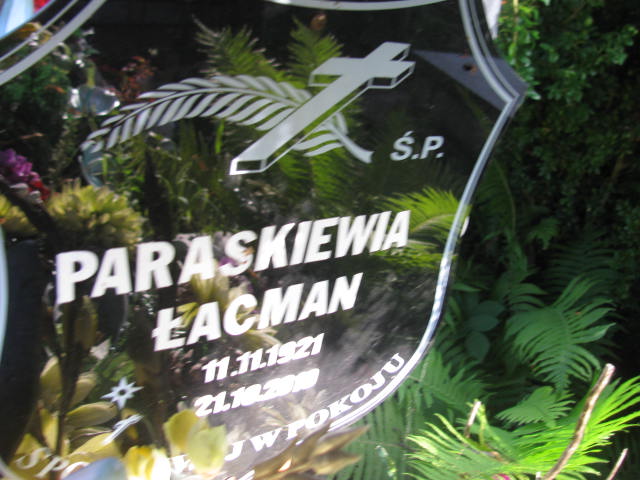 Ś.P.
PARASKIEWIA
ŁACMAN
11.11.1921
W POKOJU